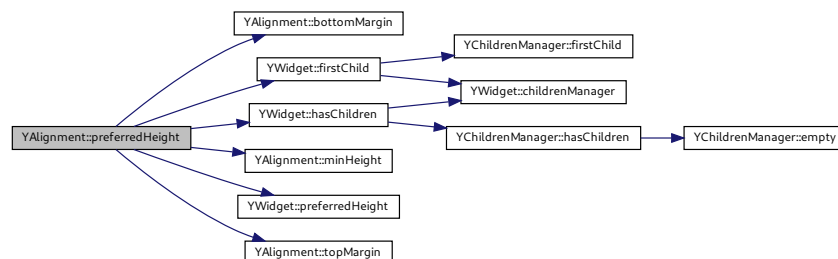 YAlignment::bottomMargin
YChildrenManager::firstChild
YWidget::firstChild
YWidget::childrenManager
YWidget::hasChildren
YAlignment::preferredHeight
YChildrenManager::hasChildren
YChildrenManager::empty
YAlignment::minHeight
YWidget::preferredHeight
YAlignment::topMargin